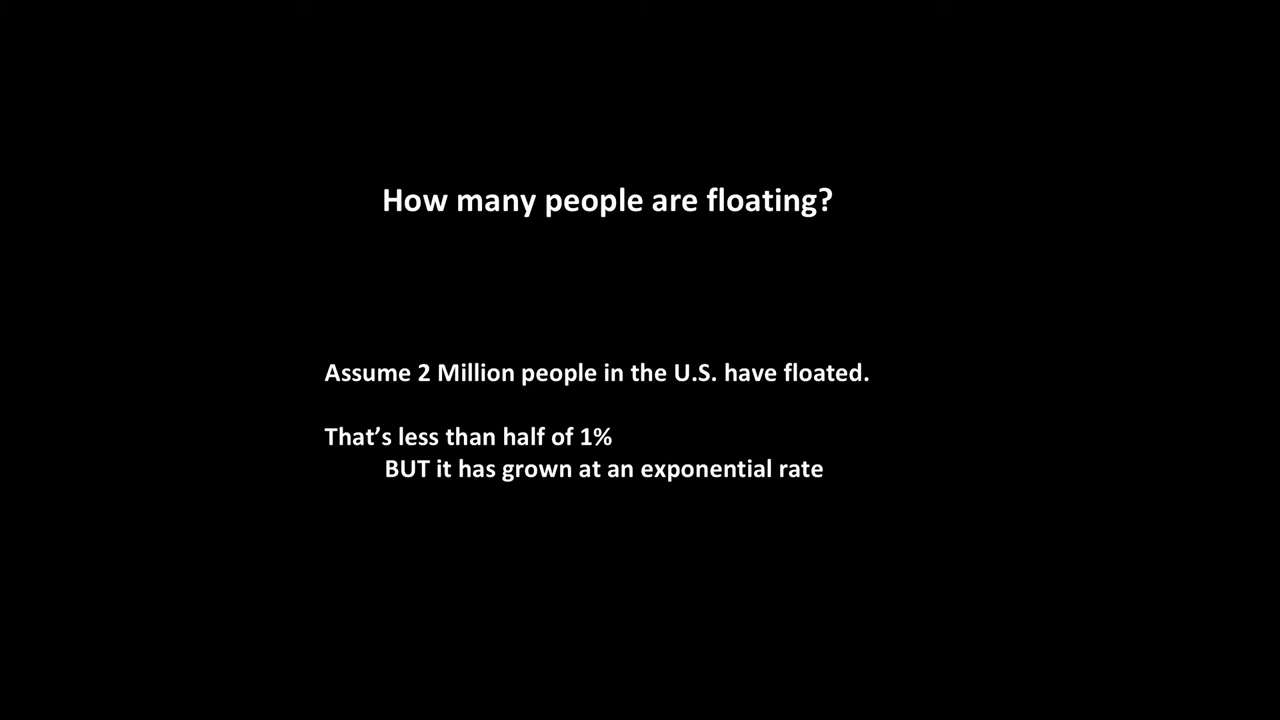 How many people are floating?
Assume 2 Million people in the U.S. have floated.
That’s less than half of 1%
BUT it has grown at an exponential rate